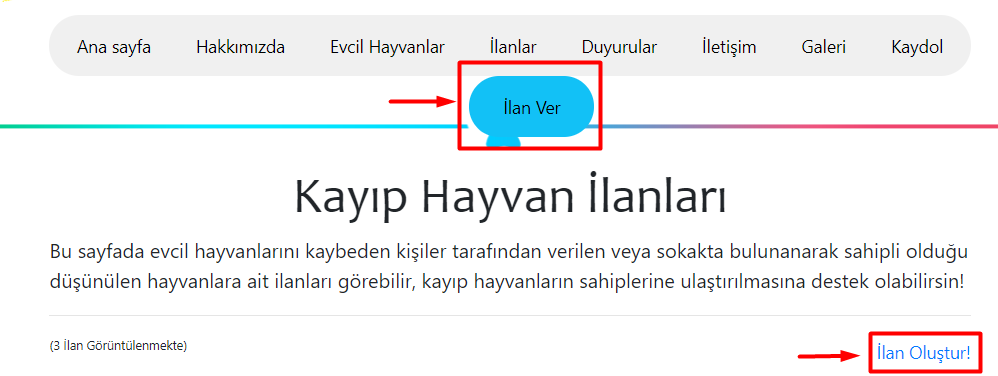 Ana sayfa Hakkımızda Evcil Hayvanlar İlanlar Duyurular İletişim Galeri Kaydol
İlan Ver
Kayıp Hayvan İlanları
Bu sayfada evcil hayvanlarını kaybeden kişiler tarafından verilen veya sokakta bulunanarak sahipli olduğu
düşünülen hayvanlara ait ilanları görebilir, kayıp hayvanların sahiplerine ulaştırılmasına destek olabilirsin!
(3 İlan Görüntülenmekte)
İlan Oluştur!